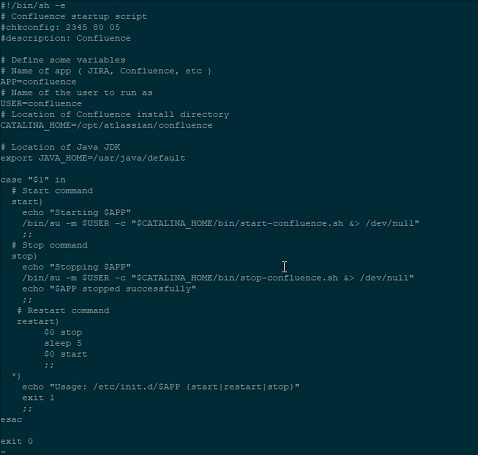 #!/bin/sh -e
# Confluence startup script
#chkconfig: 2345 80 05
#description: Confluence

# Define some variables
# Name of app ( JIRA, Confluence, etc )
APP=confluence
# Name of the user to run as
USER=confluence
# Location of Confluence install directory
CATALINA_HOME=/opt/atlassian/confluence

# Location of Java JDK
export JAVA_HOME=/usr/java/default

case "$1" in
  # Start command
  start)
    echo "Starting $APP"
    /bin/su -m $USER -c "$CATALINA_HOME/bin/start-confluence.sh &> /dev/null"
    ;;
  # Stop command
  stop)
    echo "Stopping $APP"
    /bin/su -m $USER -c "$CATALINA_HOME/bin/stop-confluence.sh &> /dev/null"
    echo "$APP stopped successfully"
    ;;
   # Restart command
   restart)
        $0 stop
        sleep 5
        $0 start
        ;;
  *)
    echo "Usage: /etc/init.d/$APP {start|restart|stop}"
    exit 1
    ;;
esac

exit 0
~